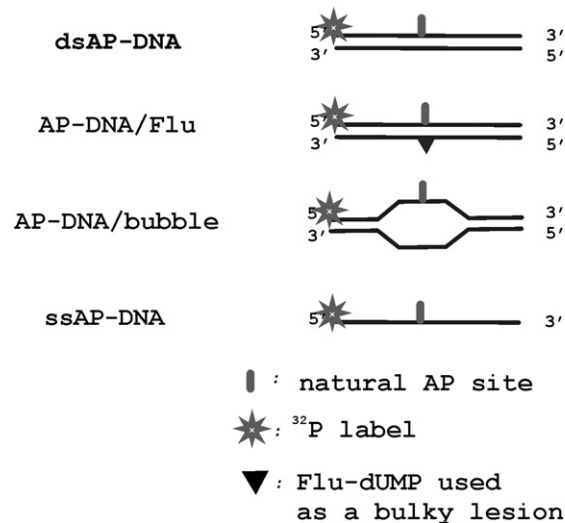 dsAP-DNA
5' 3'
3' 5'
AP-DNA/Flu
5' 3'
3' 5'
AP-DNA/bubble
5' 3'
3' 5'
ssAP-DNA
5' 3'
: natural AP site
: ³²P label
: Flu-dUMP used
as a bulky lesion